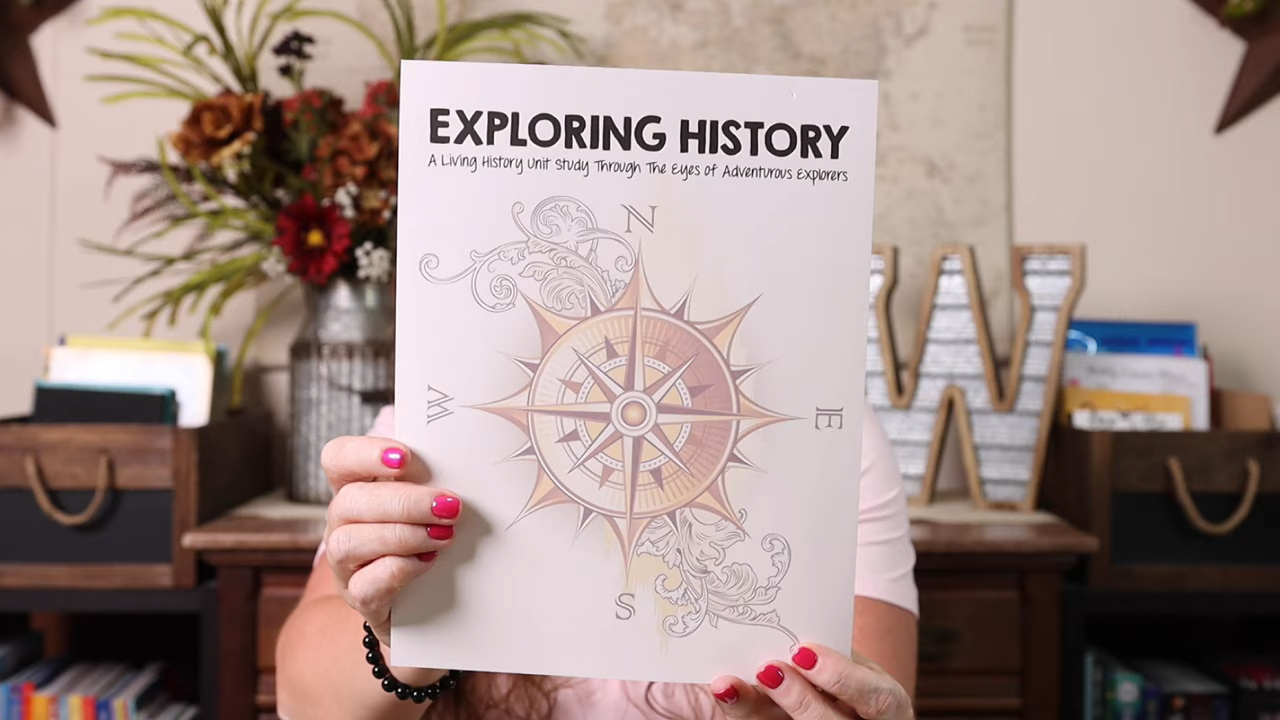 EXPLORING HISTORY
A Living History Unit Study Through The Eyes of Adventurous Explorers
N
W
E
S
W